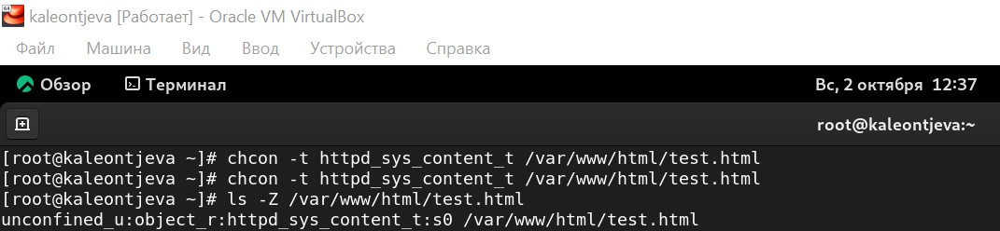 kaleontjeva [Работает] - Oracle VM VirtualBox
Файл Машина Вид Ввод Устройства Справка
Обзор Терминал Вс, 2 октября 12:37
root@kaleontjeva:~
[root@kaleontjeva ~]# chcon -t httpd_sys_content_t /var/www/html/test.html
[root@kaleontjeva ~]# chcon -t httpd_sys_content_t /var/www/html/test.html
[root@kaleontjeva ~]# ls -Z /var/www/html/test.html
unconfined_u:object_r:httpd_sys_content_t:s0 /var/www/html/test.html